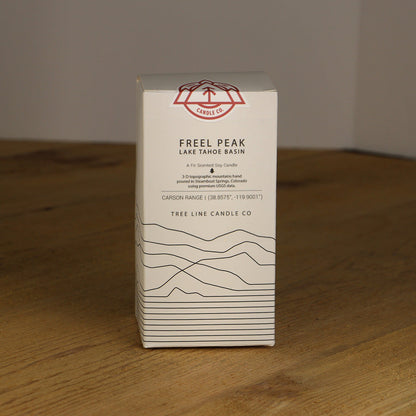 CANDLE CO.
FREEL PEAK
LAKE TAHOE BASIN
A Fir Scented Soy Candle
3-D topographic mountains hand
poured in Steamboat Springs, Colorado
using premium USGS data.
CARSON RANGE | (38.8575°, -119.9001°)
TREE LINE CANDLE CO